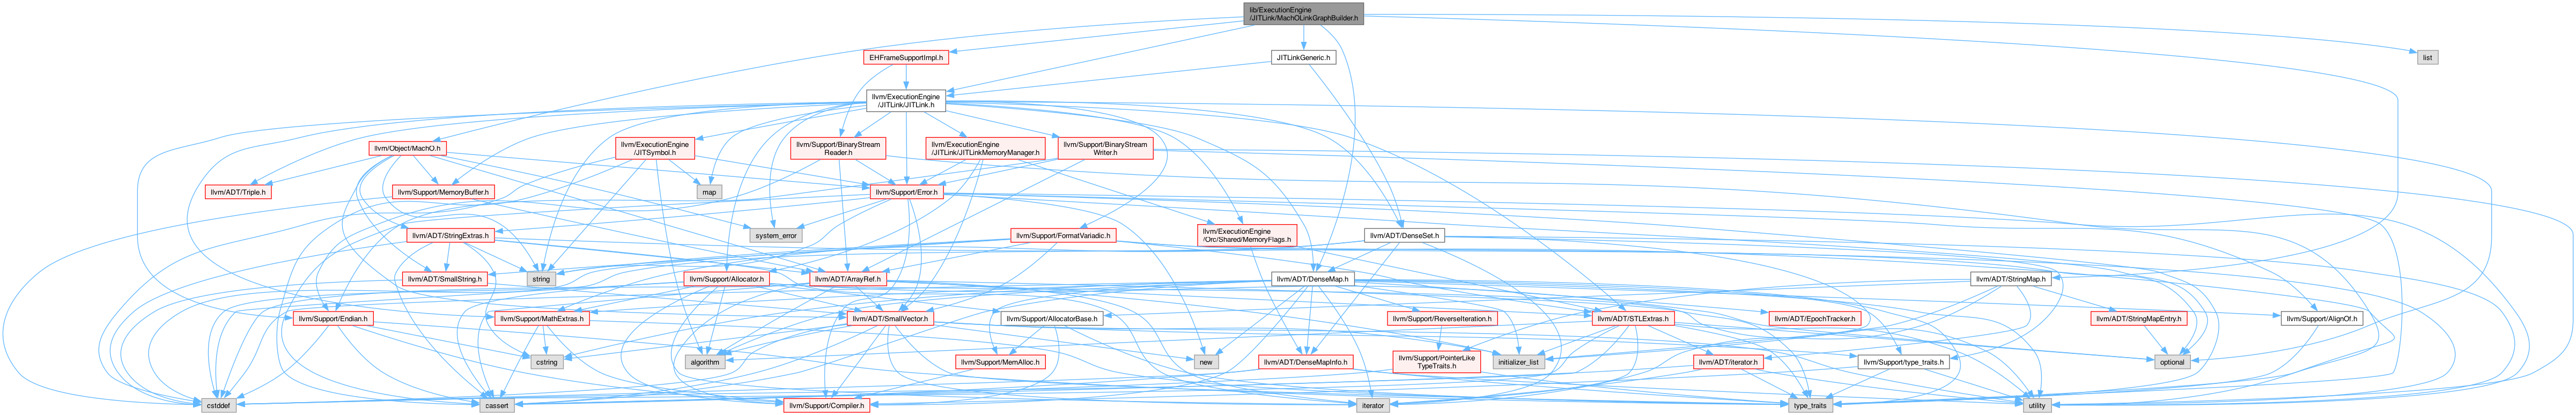 lib/ExecutionEngine
/JITLink/MachOLinkGraphBuilder.h
EHFrameSupportImpl.h
JITLinkGeneric.h
list
llvm/ExecutionEngine
/JITLink/JITLink.h
llvm/Object/MachO.h
llvm/ExecutionEngine
/JITSymbol.h
llvm/Support/BinaryStream
Reader.h
llvm/ExecutionEngine
/JITLink/JITLinkMemoryManager.h
llvm/Support/BinaryStream
Writer.h
llvm/ADT/Triple.h
llvm/Support/MemoryBuffer.h
map
llvm/Support/Error.h
llvm/ADT/StringExtras.h
system_error
llvm/Support/FormatVariadic.h
llvm/ExecutionEngine
/Orc/Shared/MemoryFlags.h
llvm/ADT/DenseSet.h
llvm/ADT/SmallString.h
string
llvm/Support/Allocator.h
llvm/ADT/ArrayRef.h
llvm/ADT/DenseMap.h
llvm/ADT/StringMap.h
llvm/Support/Endian.h
llvm/Support/MathExtras.h
llvm/ADT/SmallVector.h
llvm/Support/AllocatorBase.h
llvm/Support/ReverseIteration.h
llvm/ADT/STLExtras.h
llvm/ADT/EpochTracker.h
llvm/ADT/StringMapEntry.h
llvm/Support/AlignOf.h
cstring
algorithm
llvm/Support/MemAlloc.h
new
llvm/ADT/DenseMapInfo.h
llvm/Support/PointerLike
TypeTraits.h
initializer_list
llvm/ADT/iterator.h
llvm/Support/type_traits.h
optional
cstddef
cassert
llvm/Support/Compiler.h
iterator
type_traits
utility